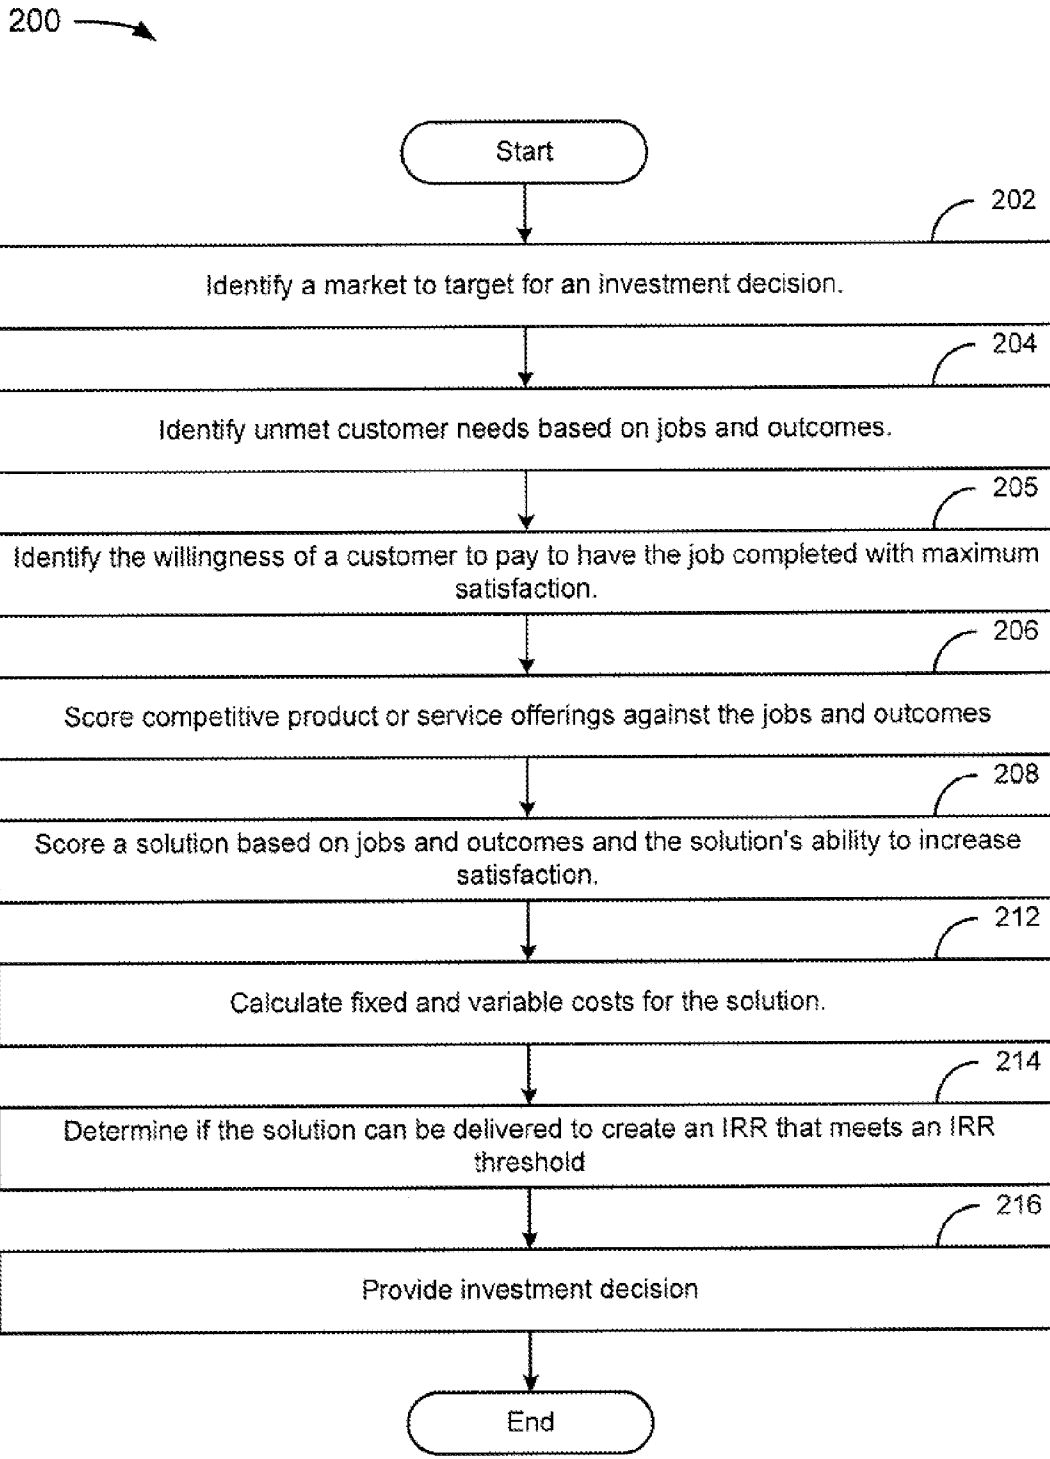 200
Start
202
Identify a market to target for an investment decision.
204
Identify unmet customer needs based on jobs and outcomes.
205
Identify the willingness of a customer to pay to have the job completed with maximum
satisfaction.
206
Score competitive product or service offerings against the jobs and outcomes
208
Score a solution based on jobs and outcomes and the solution's ability to increase
satisfaction.
212
Calculate fixed and variable costs for the solution.
214
Determine if the solution can be delivered to create an IRR that meets an IRR
threshold
216
Provide investment decision
End